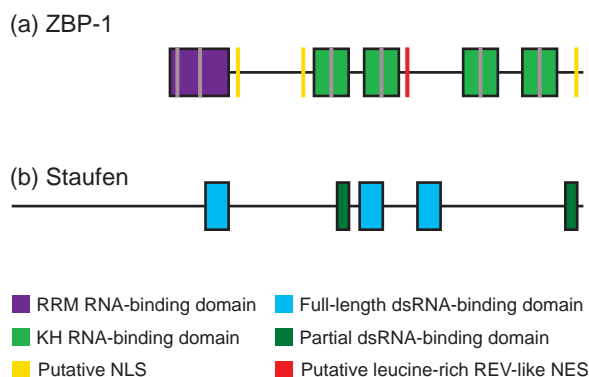 (a) ZBP-1
(b) Staufen
RRM RNA-binding domain
Full-length dsRNA-binding domain
KH RNA-binding domain
Partial dsRNA-binding domain
Putative NLS
Putative leucine-rich REV-like NES